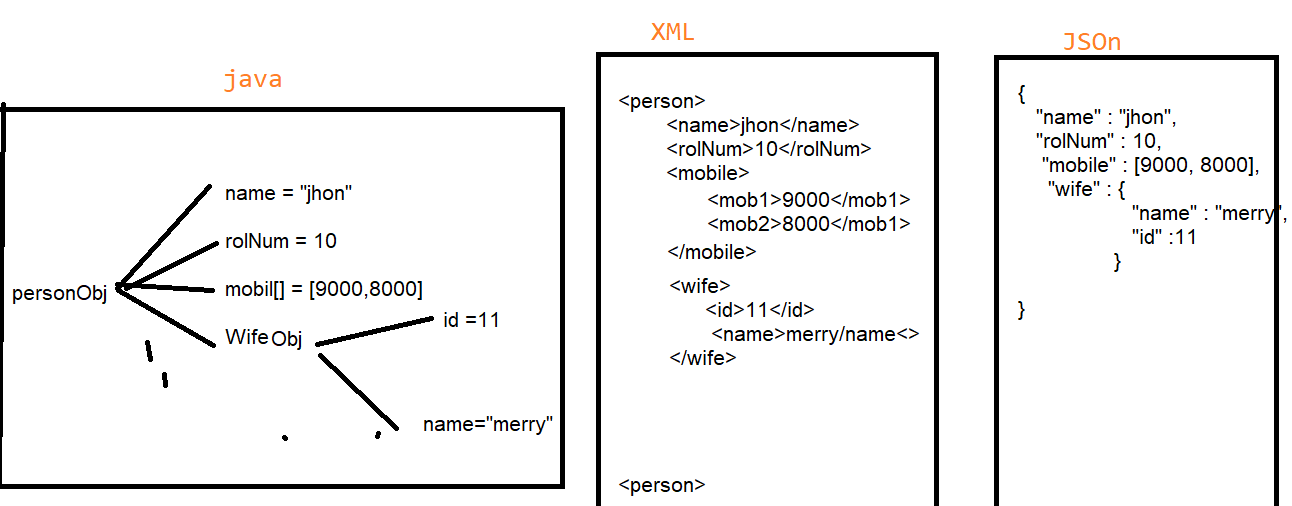 java
personObj
name = "jhon"
rolNum = 10
mobil[] = [9000,8000]
Wife Obj
id =11
name="merry"
XML
<person>
<name>jhon</name>
<rolNum>10</rolNum>
<mobile>
<mob1>9000</mob1>
<mob2>8000</mob1>
</mobile>
<wife>
<id>11</id>
<name>merry/name<>
</wife>
<person>
JSOn
{
"name" : "jhon",
"rolNum" : 10,
"mobile" : [9000, 8000],
"wife" : {
"name" : "merry",
"id" :11
}
}